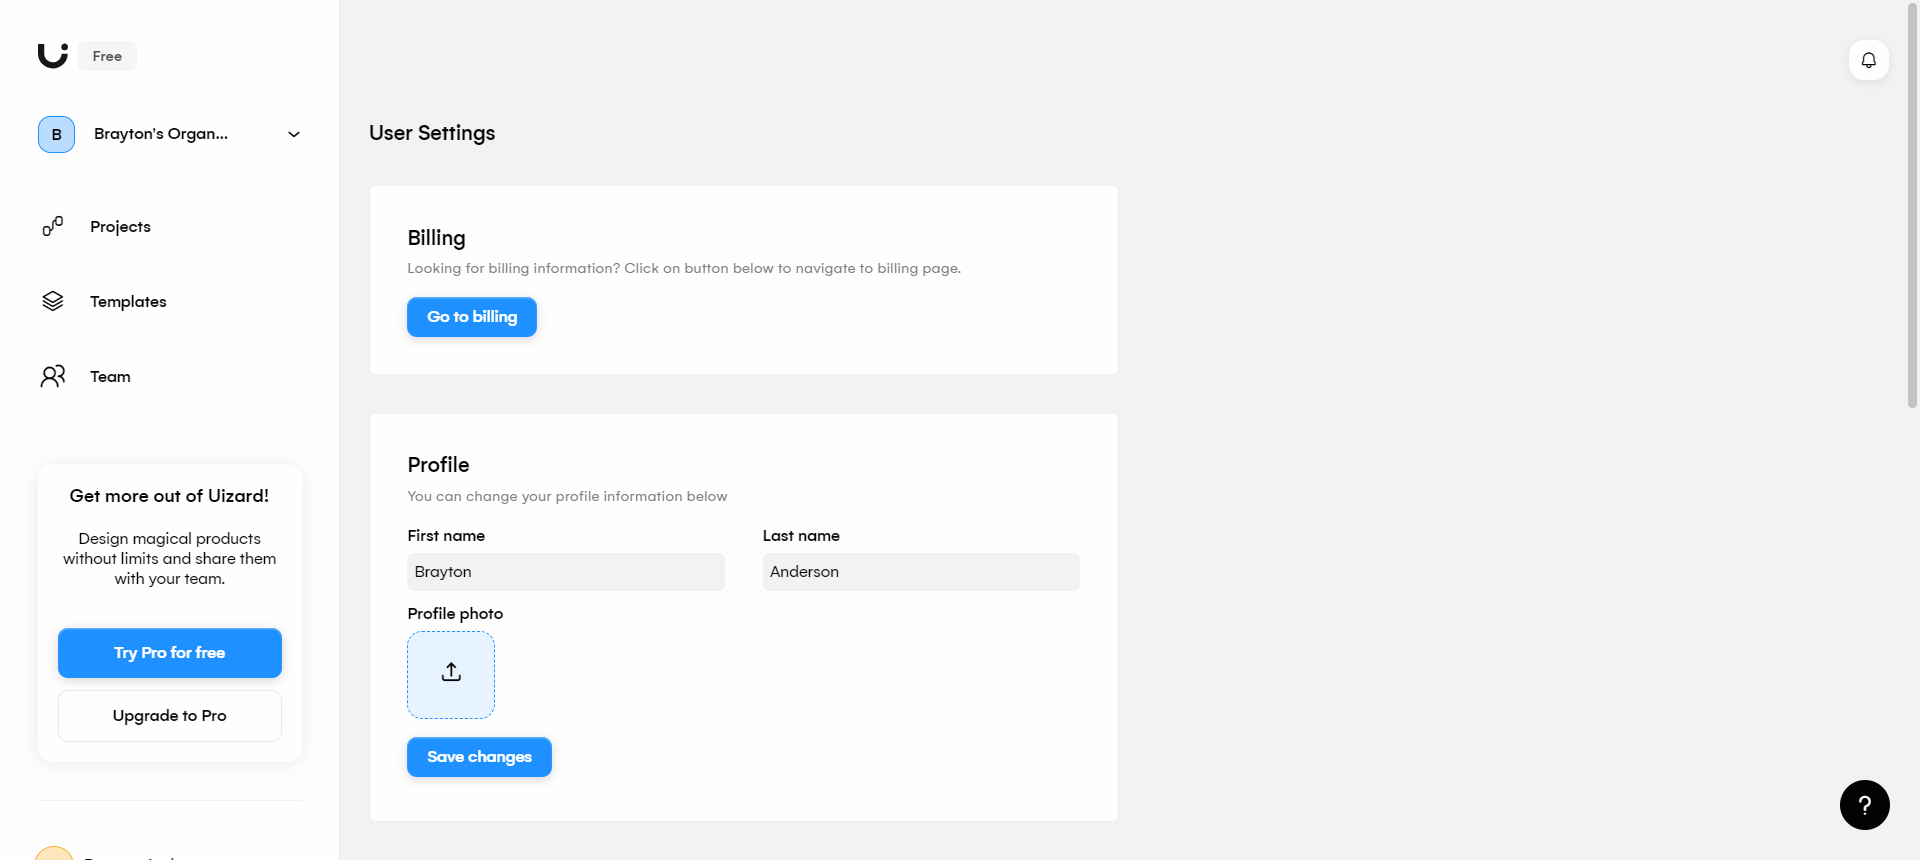 Free
B
Brayton's Organ...
Projects
Templates
Team
Get more out of Uizard!
Design magical products
without limits and share them
with your team.
Try Pro for free
Upgrade to Pro
User Settings
Billing
Looking for billing information? Click on button below to navigate to billing page.
Go to billing
Profile
You can change your profile information below
First name
Last name
Brayton
Anderson
Profile photo
Save changes
?